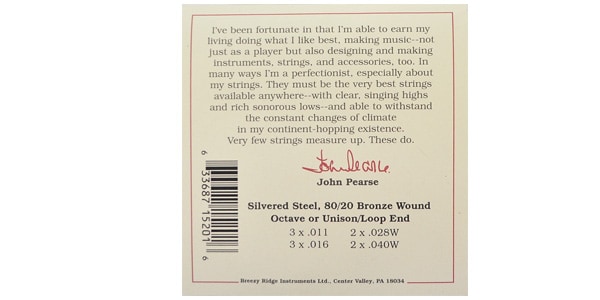 I've been fortunate in that I'm able to earn my
living doing what I like best, making music--not
just as a player but also designing and making
instruments, strings, and accessories, too. In
many ways I'm a perfectionist, especially about
my strings. They must be the very best strings
available anywhere--with clear, singing highs
and rich sonorous lows--and able to withstand
the constant changes of climate
in my continent-hopping existence.
Very few strings measure up. These do.
John Pearse
John Pearse
Silvered Steel, 80/20 Bronze Wound
Octave or Unison/Loop End
3 x .011 2 x .028W
3 x .016 2 x .040W
6 33687 15201 6
Breezy Ridge Instruments Ltd., Center Valley, PA 18034